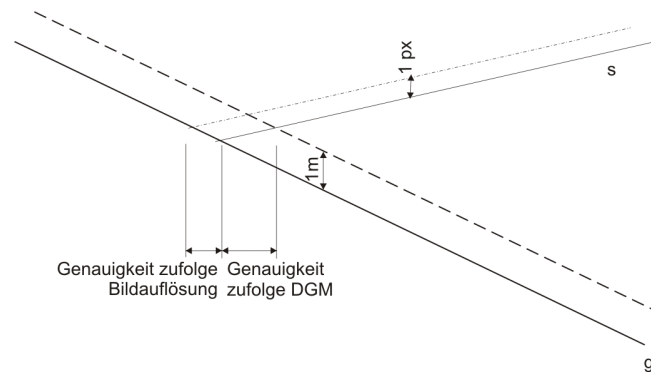 1 px
s
1m
Genauigkeit zufolge
Bildauflösung
Genauigkeit
zufolge DGM
g